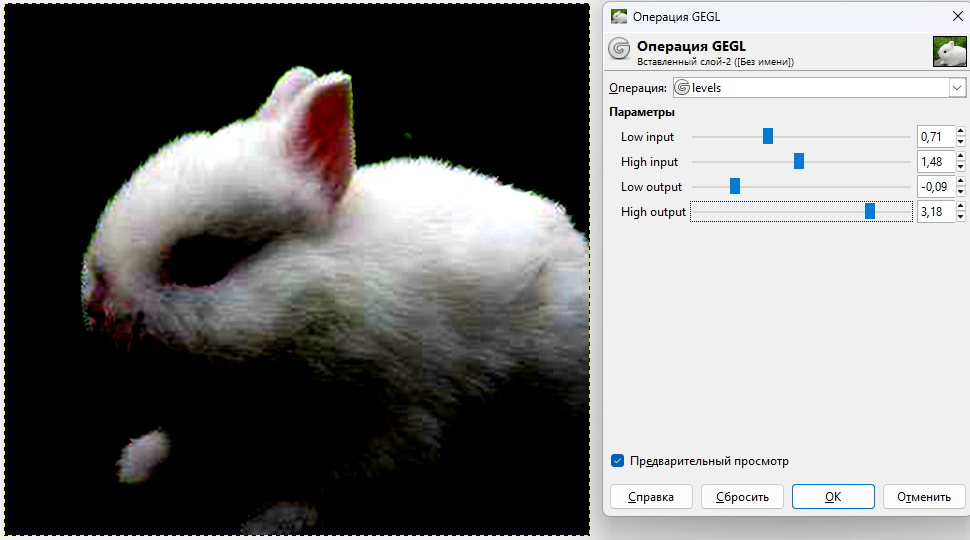 Операция GEGL
Операция GEGL
Вставленный слой-2 ([Без имени])
Операция: levels
Параметры
Low input 0,71
High input 1,48
Low output -0,09
High output 3,18
Предварительный просмотр
Справка Сбросить OK Отменить